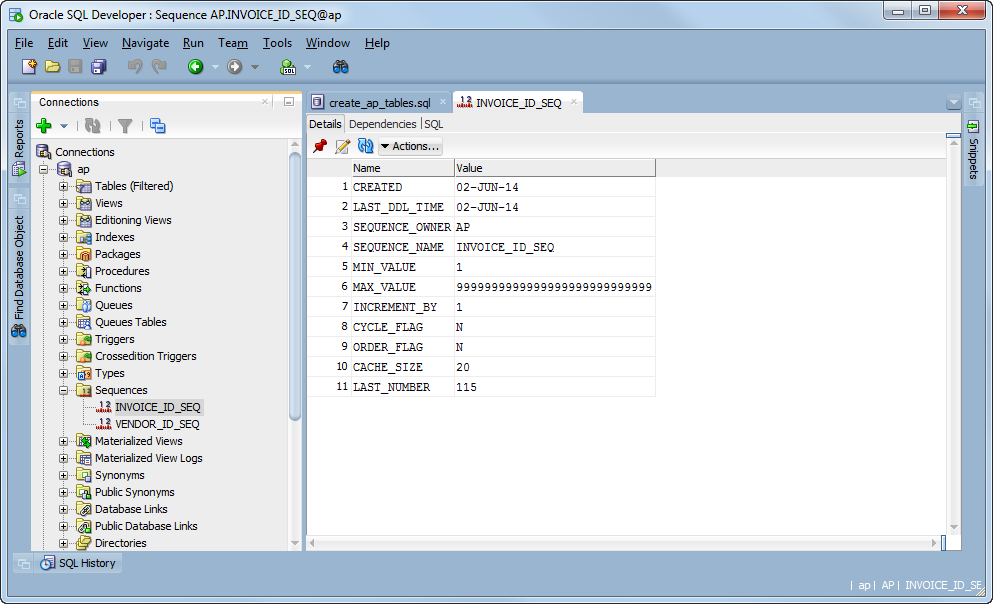 Oracle SQL Developer : Sequence AP.INVOICE_ID_SEQ@ap
File Edit View Navigate Run Team Tools Window Help
Reports
Find Database Object
Connections
Connections
ap
Tables (Filtered)
Views
Editioning Views
Indexes
Packages
Procedures
Functions
Queues
Queues Tables
Triggers
Crossedition Triggers
Types
Sequences
INVOICE_ID_SEQ
VENDOR_ID_SEQ
Materialized Views
Materialized View Logs
Synonyms
Public Synonyms
Database Links
Public Database Links
Directories
create_ap_tables.sql INVOICE_ID_SEQ
Details Dependencies SQL
Actions...
Name Value
1 CREATED 02-JUN-14
2 LAST_DDL_TIME 02-JUN-14
3 SEQUENCE_OWNER AP
4 SEQUENCE_NAME INVOICE_ID_SEQ
5 MIN_VALUE 1
6 MAX_VALUE 9999999999999999999999999999
7 INCREMENT_BY 1
8 CYCLE_FLAG N
9 ORDER_FLAG N
10 CACHE_SIZE 20
11 LAST_NUMBER 115
Snippets
SQL History
| ap | AP | INVOICE_ID_SE